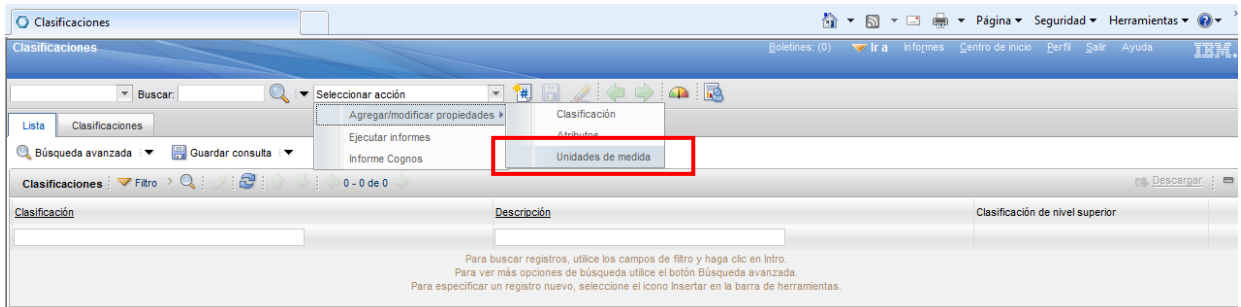 Clasificaciones
Página Seguridad Herramientas
Clasificaciones
Boletines: (0) Ir a Informes Centro de inicio Perfil Salir Ayuda IBM.
Buscar: Seleccionar acción
Agregar/modificar propiedades Clasificación
Lista Clasificaciones
Ejecutar informes Atributos
Búsqueda avanzada Guardar consulta Informe Cognos Unidades de medida
Clasificaciones Filtro 0 - 0 de 0 Descargar
Clasificación Descripción Clasificación de nivel superior
Para buscar registros, utilice los campos de filtro y haga clic en Intro.
Para ver más opciones de búsqueda utilice el botón Búsqueda avanzada.
Para especificar un registro nuevo, seleccione el icono Insertar en la barra de herramientas.